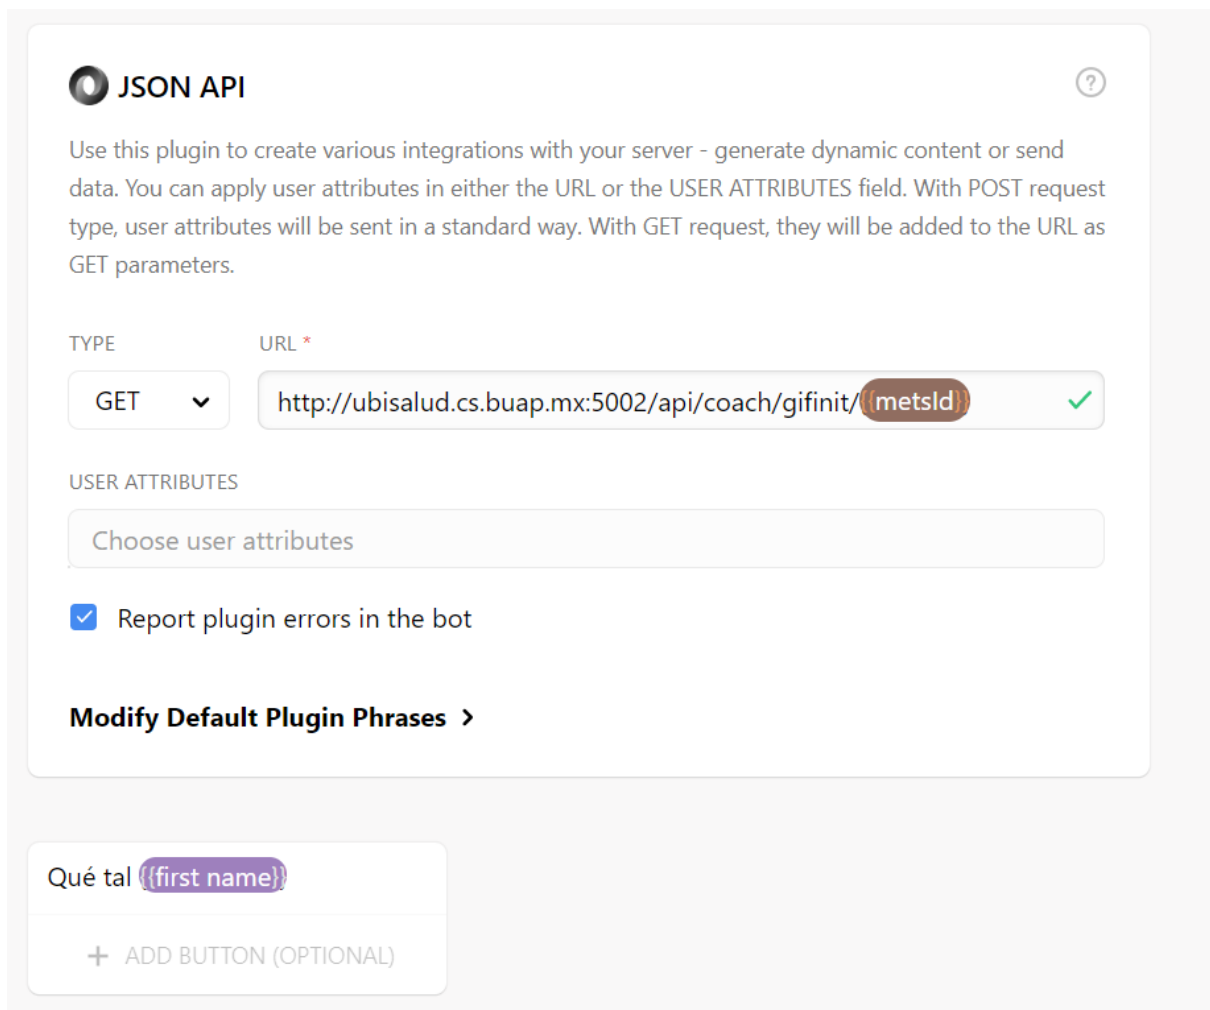 JSON API
?
Use this plugin to create various integrations with your server - generate dynamic content or send
data. You can apply user attributes in either the URL or the USER ATTRIBUTES field. With POST request
type, user attributes will be sent in a standard way. With GET request, they will be added to the URL as
GET parameters.
TYPE URL *
GET http://ubisalud.cs.buap.mx:5002/api/coach/gifinit/{{metsId}}
USER ATTRIBUTES
Choose user attributes
Report plugin errors in the bot
Modify Default Plugin Phrases >
Qué tal {{first name}}
+ ADD BUTTON (OPTIONAL)